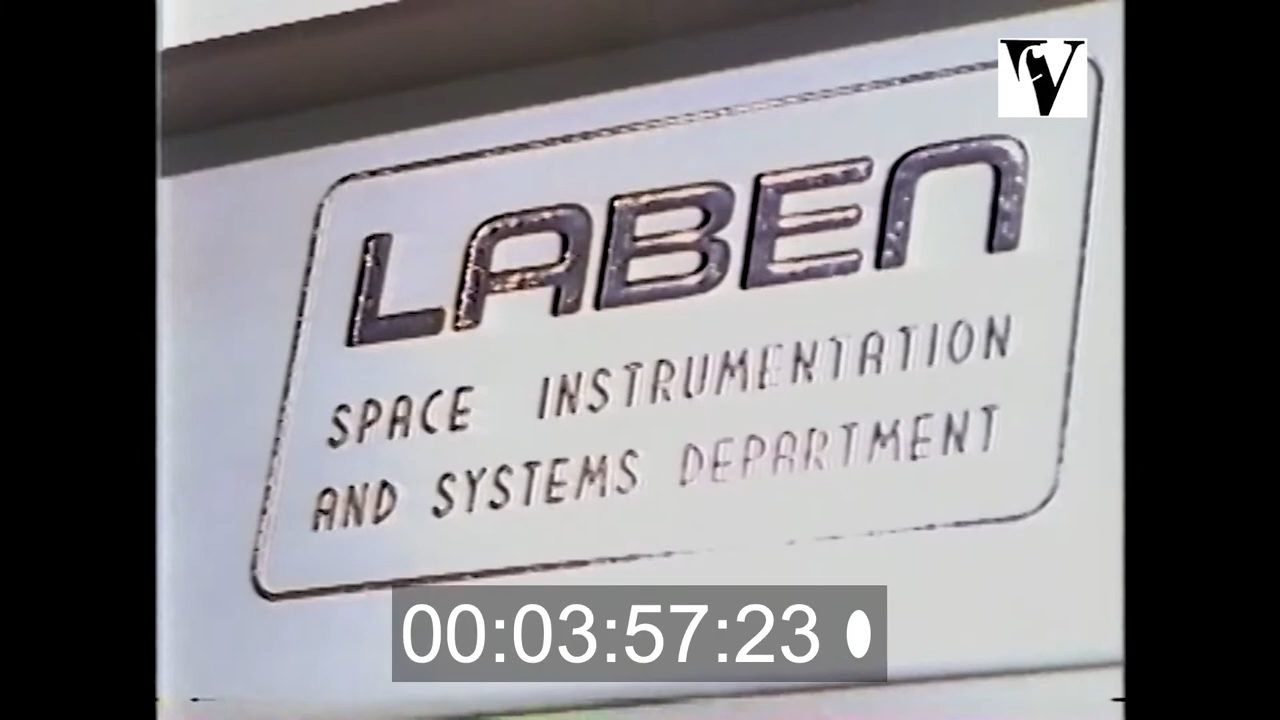 LABEN
SPACE INSTRUMENTATION
AND SYSTEMS DEPARTMENT
00:03:57:23